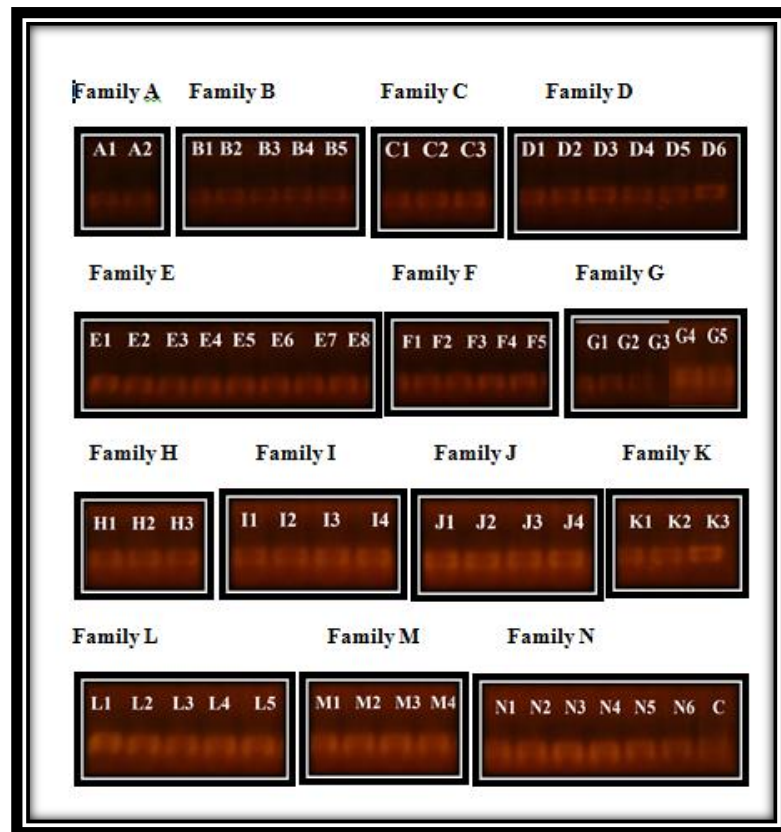 Family A Family B Family C Family D
A1 A2 B1 B2 B3 B4 B5 C1 C2 C3 D1 D2 D3 D4 D5 D6
Family E Family F Family G
E1 E2 E3 E4 E5 E6 E7 E8 F1 F2 F3 F4 F5 G1 G2 G3 G4 G5
Family H Family I Family J Family K
H1 H2 H3 I1 I2 I3 I4 J1 J2 J3 J4 K1 K2 K3
Family L Family M Family N
L1 L2 L3 L4 L5 M1 M2 M3 M4 N1 N2 N3 N4 N5 N6 C